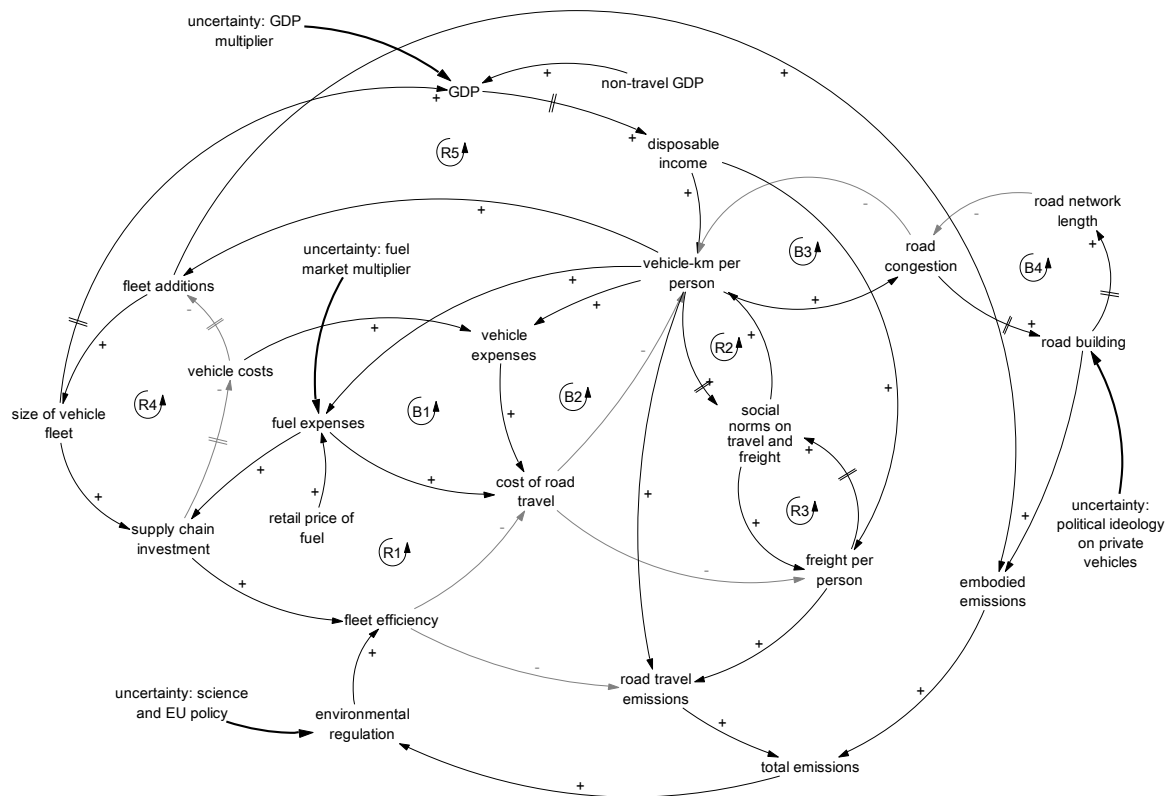 uncertainty: GDP
multiplier
+
+
GDP
non-travel GDP
+
+
disposable
income
R5
+
+
-
-
road network
length
uncertainty: fuel
market multiplier
B3
road
congestion
+
B4
vehicle-km per
person
fleet additions
+
+
+
-
+
vehicle
expenses
+
R2
+
+
road building
+
-
vehicle costs
-
+
+
size of vehicle
fleet
R4
B1
B2
+
fuel expenses
social
norms on
travel and
freight
+
+
+
+
cost of road
travel
+
+
retail price of
fuel
supply chain
investment
+
R3
uncertainty:
political ideology
on private
vehicles
+
-
R1
-
freight per
person
embodied
emissions
+
fleet efficiency
+
+
-
road travel
emissions
uncertainty: science
and EU policy
environmental
regulation
+
+
total emissions
+